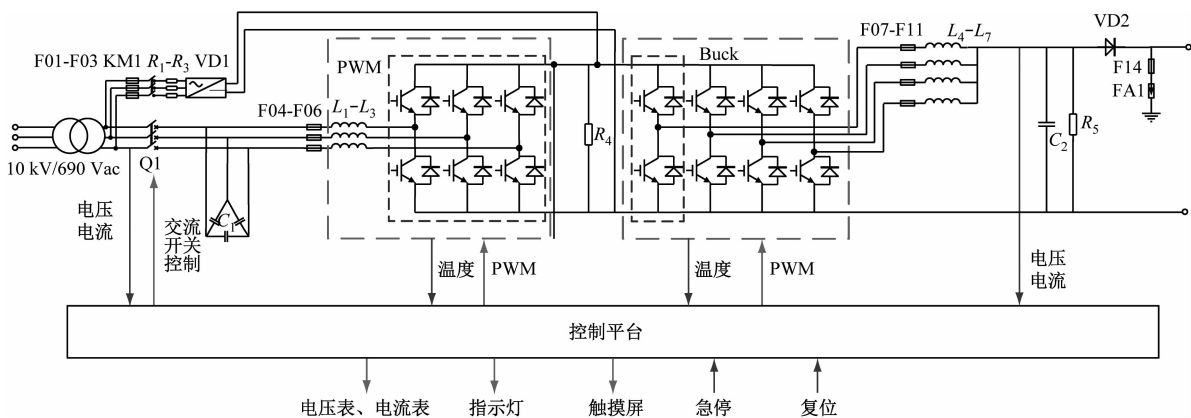 F01-F03 KM1 R₁-R₃ VD1
PWM
Buck
F07-F11 L₄-L₇
VD2
F14
FA1
F04-F06 L₁-L₃
R₄
C₂
R₅
10 kV/690 Vac
Q1
C₁
电压
电流
交流
开关
控制
温度
PWM
温度
PWM
电压
电流
控制平台
电压表、电流表
指示灯
触摸屏
急停
复位